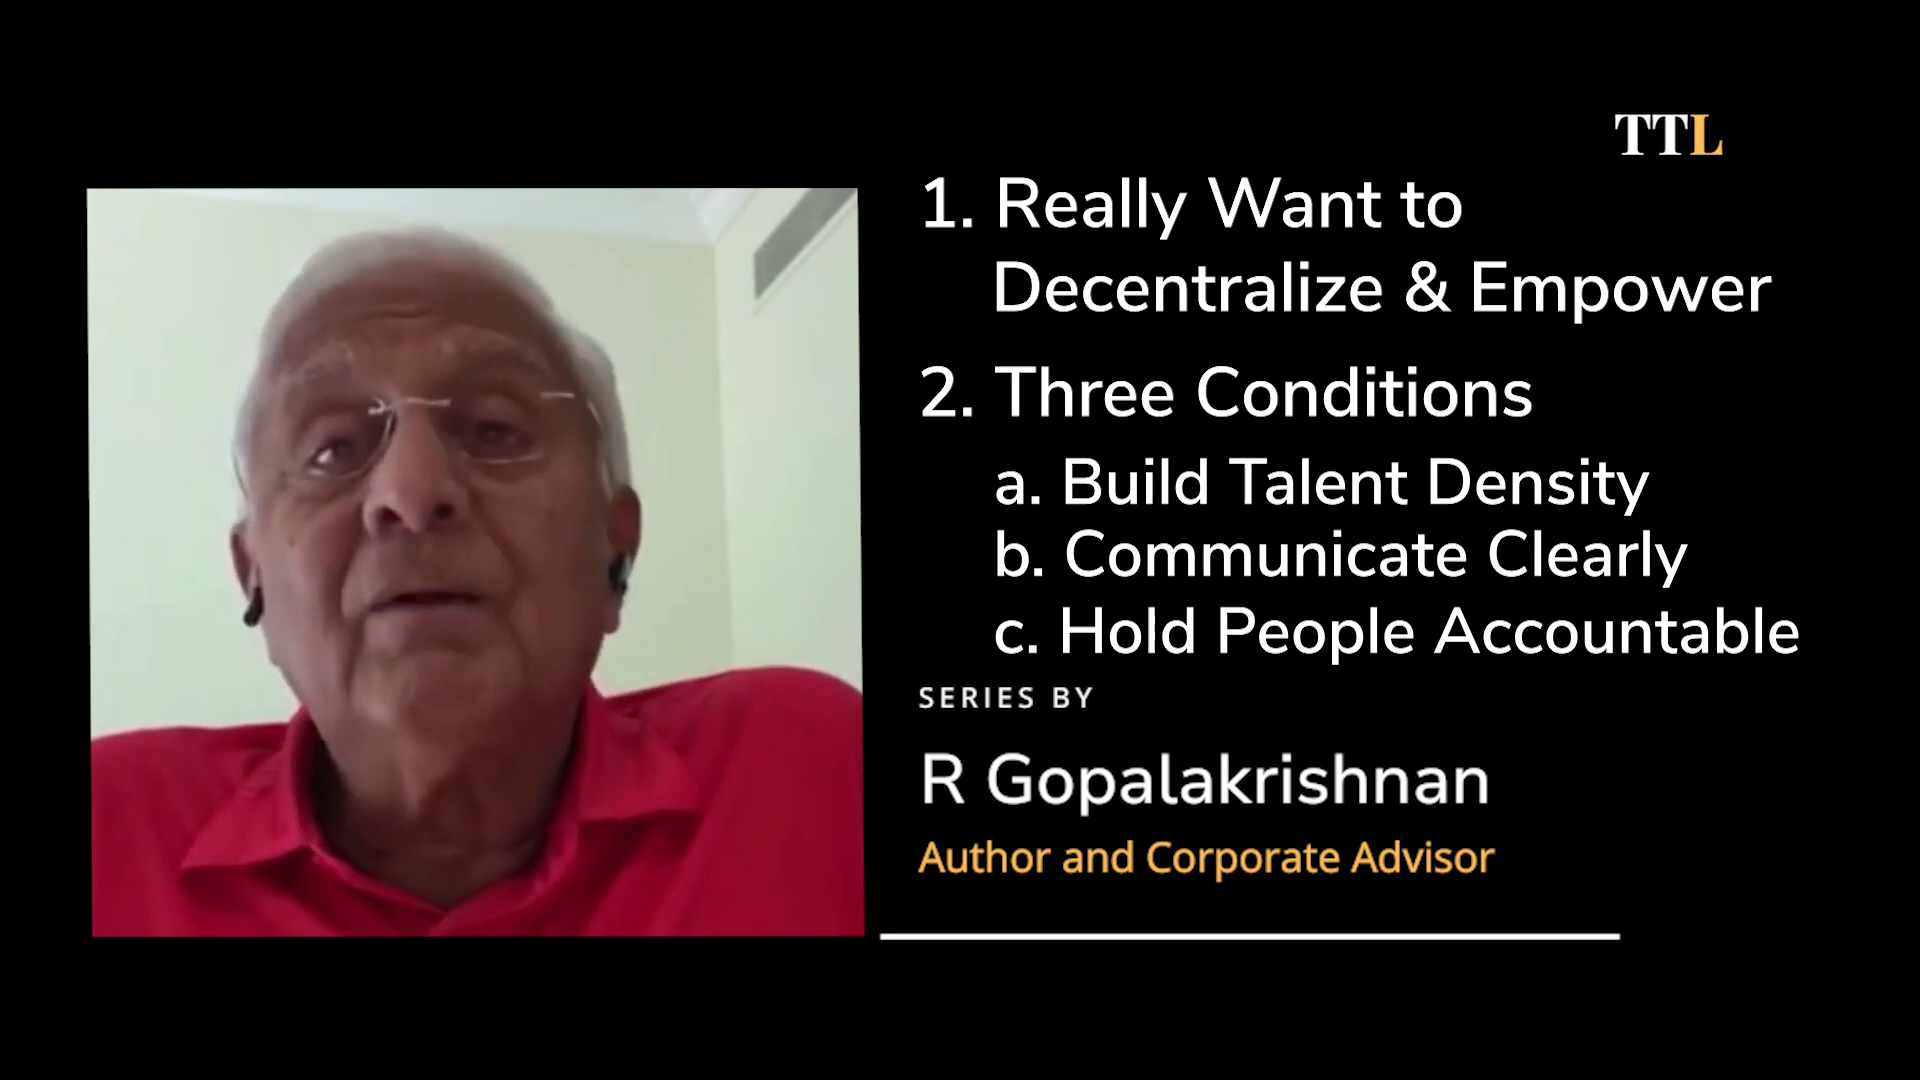 TTL
1. Really Want to
Decentralize & Empower
2. Three Conditions
a. Build Talent Density
b. Communicate Clearly
c. Hold People Accountable
SERIES BY
R Gopalakrishnan
Author and Corporate Advisor